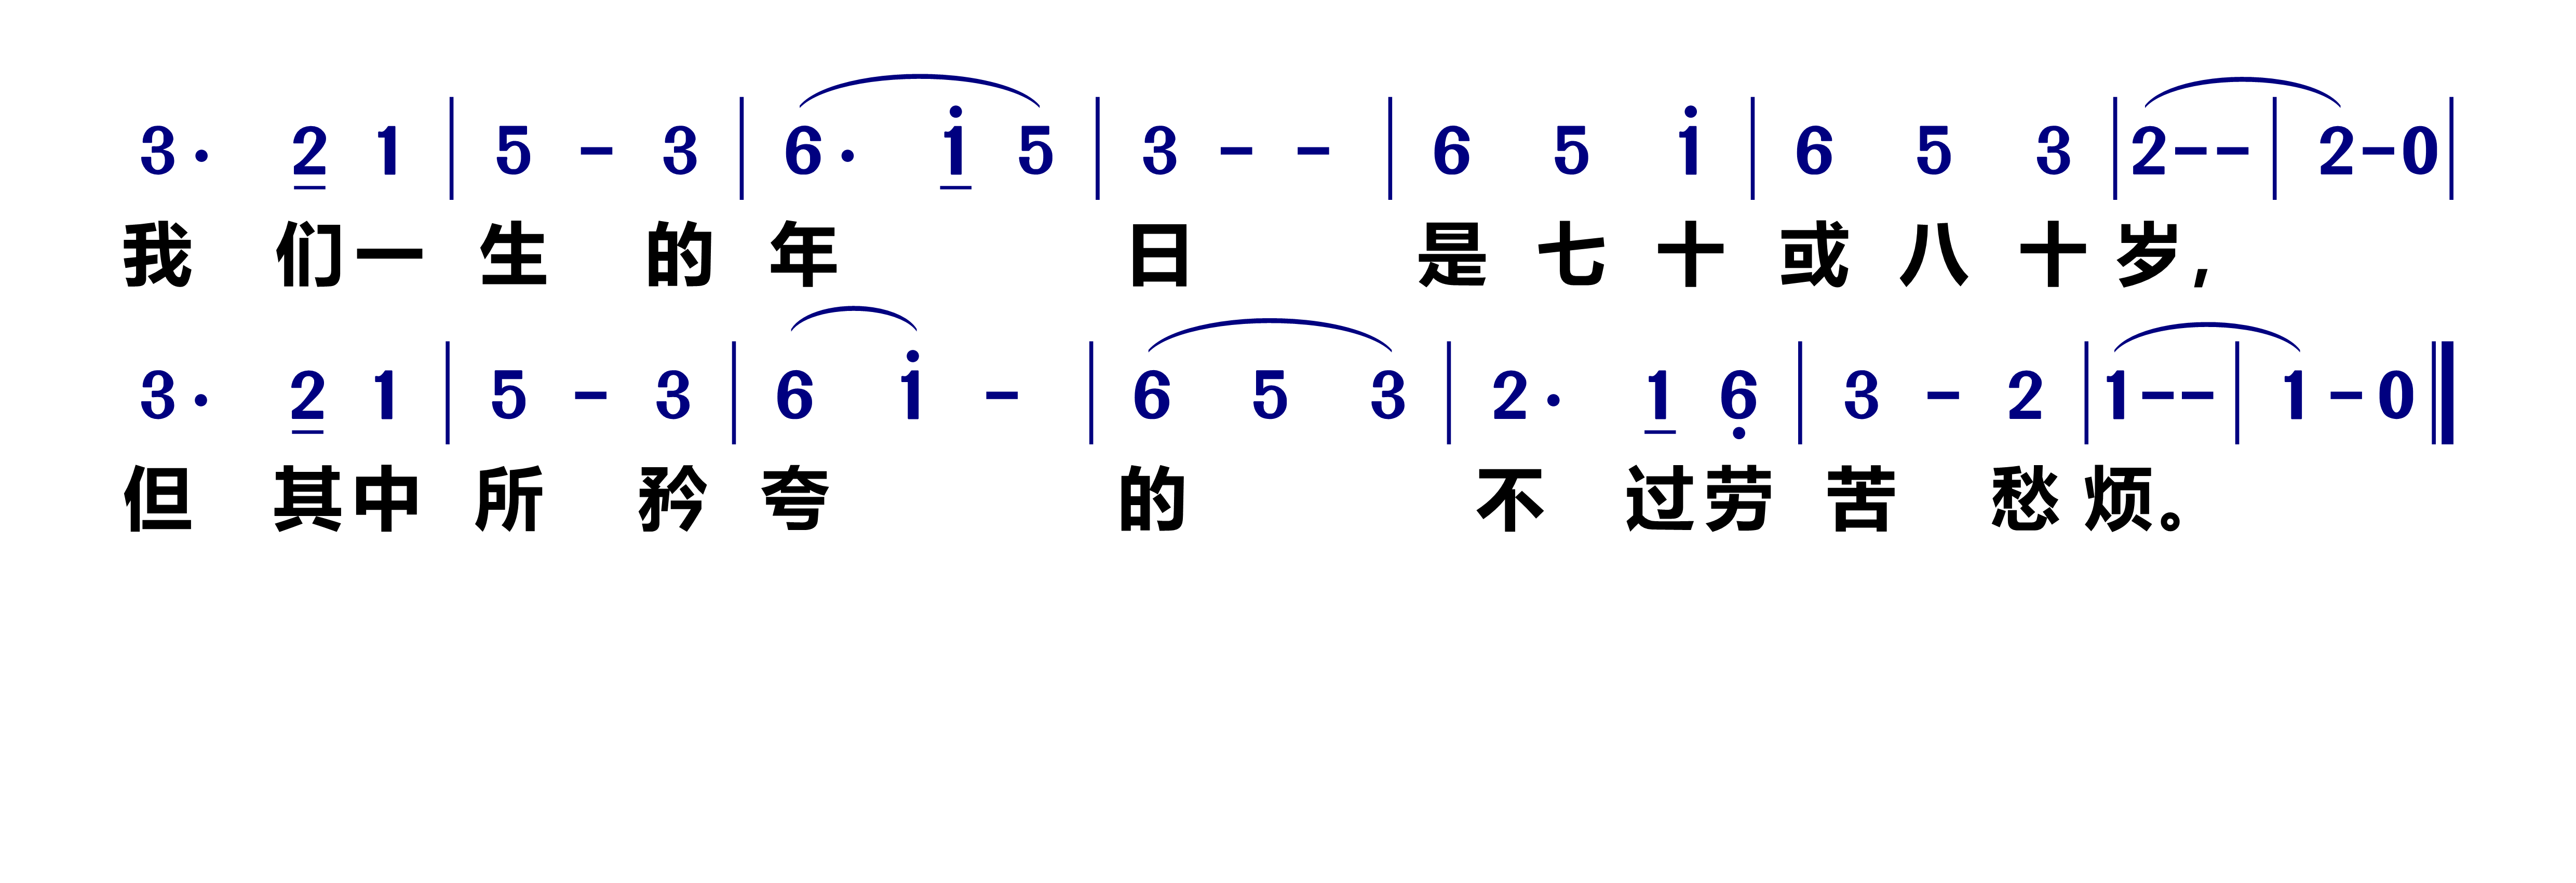 3· 2 1 | 5 - 3 | 6· i 5 | 3 - - | 6 5 i | 6 5 3 | 2 - - | 2 - 0 |
我 们 一 生 的 年 日 是 七 十 或 八 十 岁,
3· 2 1 | 5 - 3 | 6 i - | 6 5 3 | 2· 1 6̣ | 3 - 2 | 1 - - | 1 - 0 ‖
但 其 中 所 矜 夸 的 不 过 劳 苦 愁 烦。